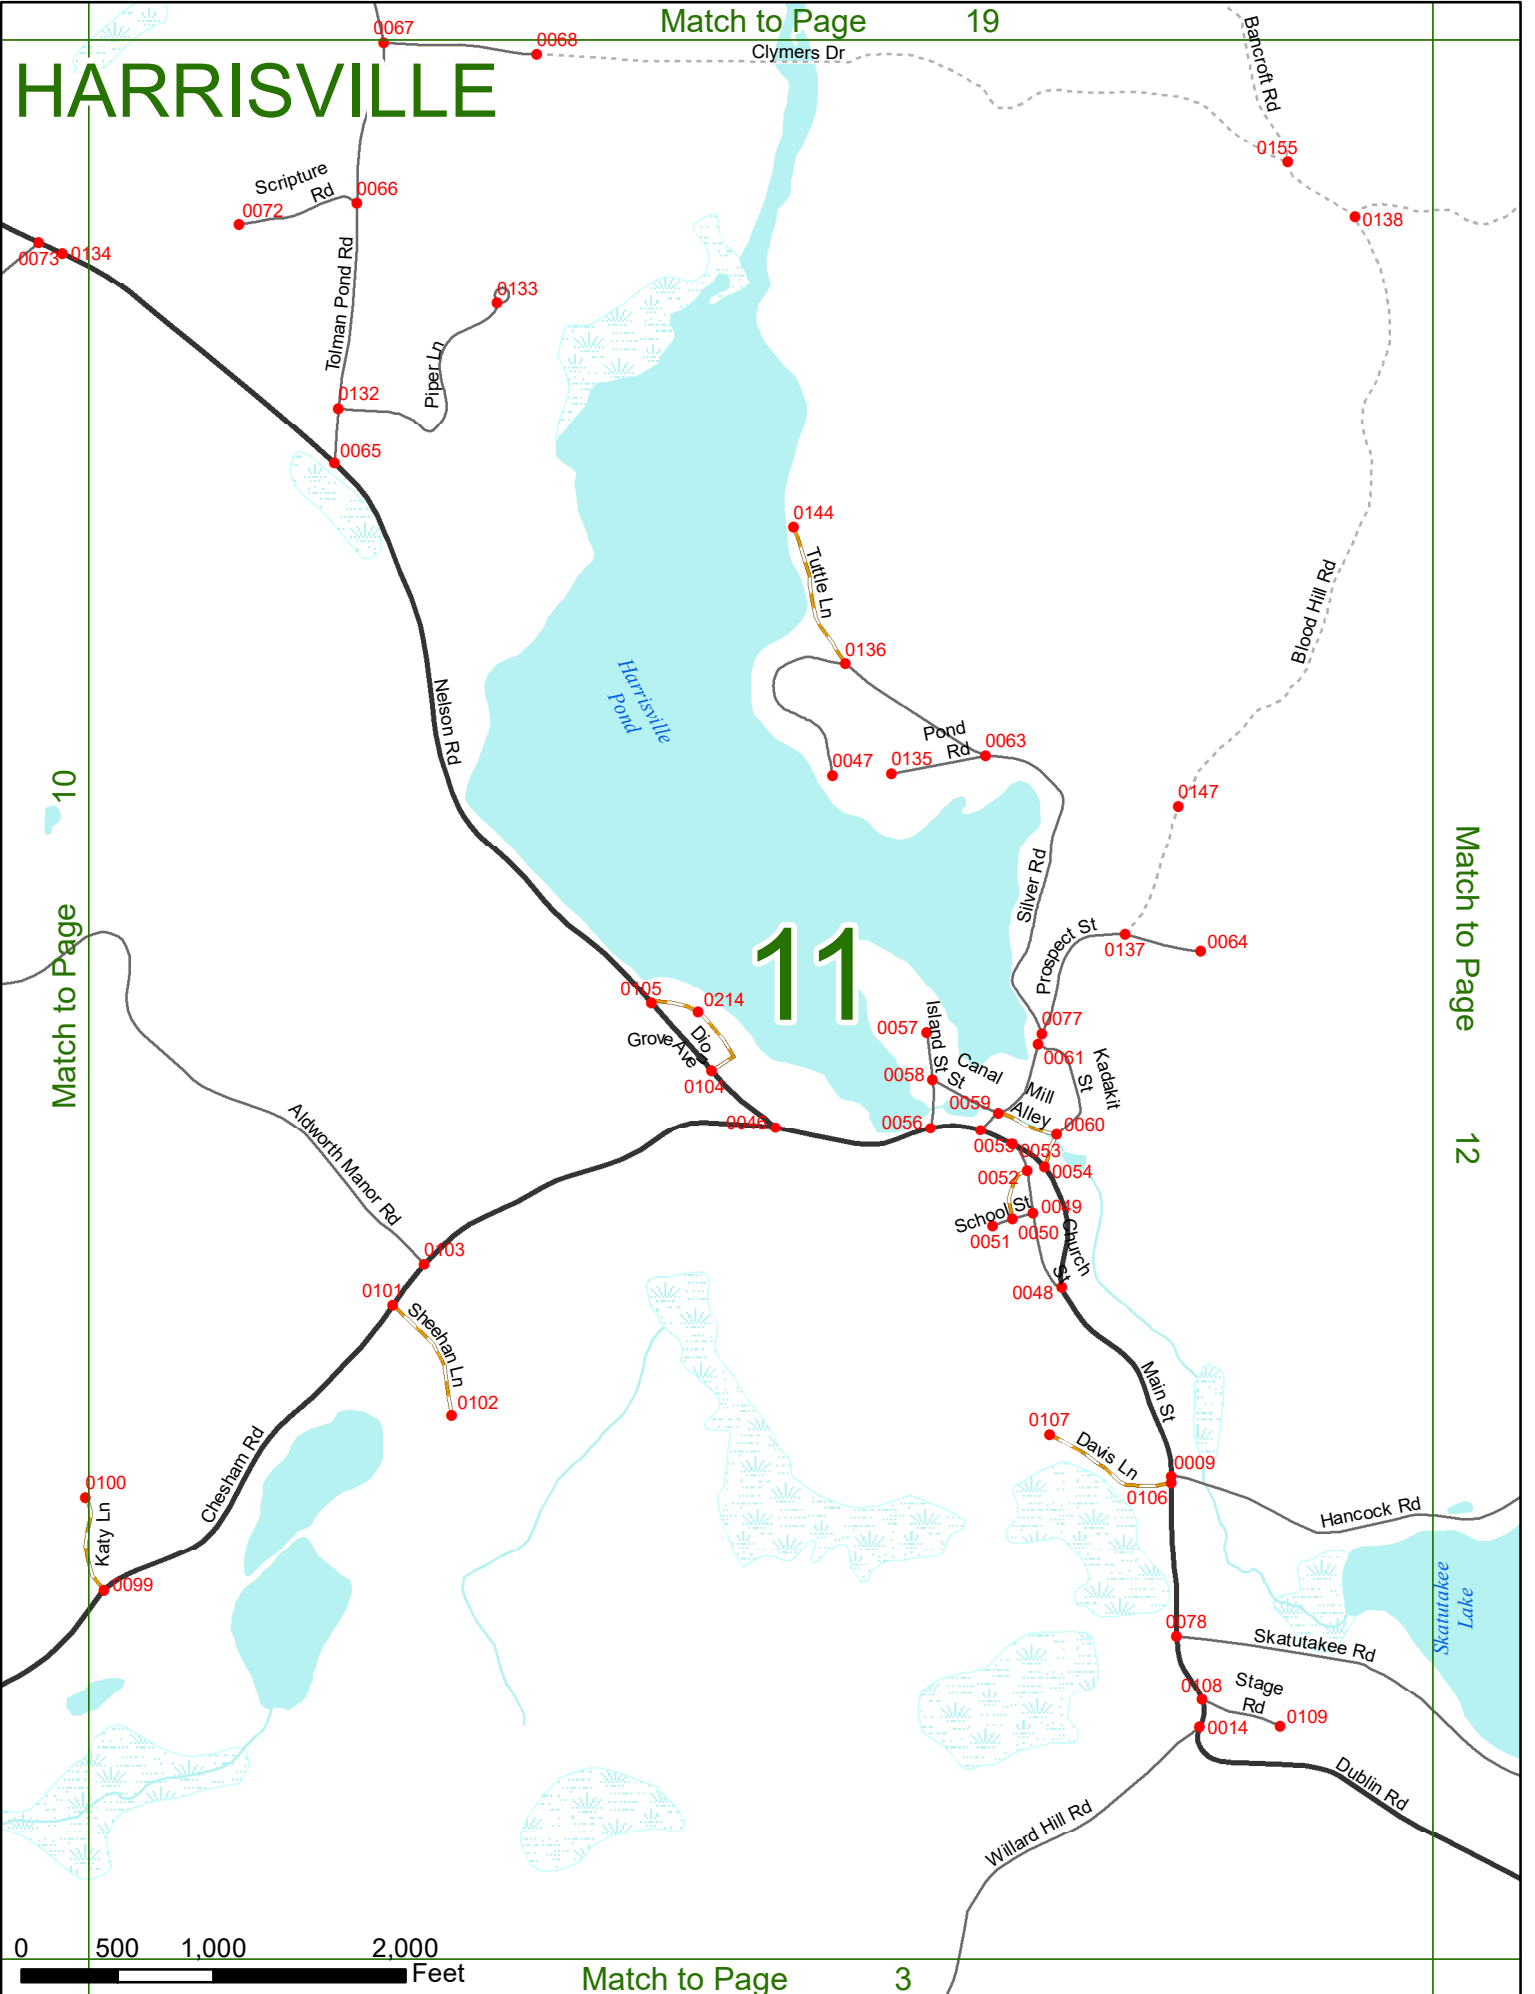 Match to Page 19
HARRISVILLE
0067
0068
Clymers Dr
Bancroft Rd
0155
Scripture
Rd
0066
0072
0138
0073
0134
Tolman Pond Rd
0133
Piper Ln
0132
0065
0144
Tuttle Ln
Blood Hill Rd
0136
Harrisville
Pond
Nelson Rd
Pond
Rd
0063
0047
0135
0147
Match to Page 10
Match to Page 12
Silver Rd
11
Prospect St
0137
0064
0105
0214
Dio
Grove Ave
0104
0057
Island St
0077
0061
Kadakit
St
0058
Canal
St
Mill
Alley
0059
0060
0046
0056
0055
0053
0054
0052
0049
School St
0050
0051
Church
St
0048
Aldworth Manor Rd
0103
0101
Sheehan Ln
0102
Main St
0107
Davis Ln
0009
0106
Hancock Rd
Chesham Rd
0100
Katy Ln
0099
Skatutakee
Lake
0078
Skatutakee Rd
0108
Stage
Rd
0109
0014
Dublin Rd
Willard Hill Rd
0 500 1,000 2,000
Feet
Match to Page 3